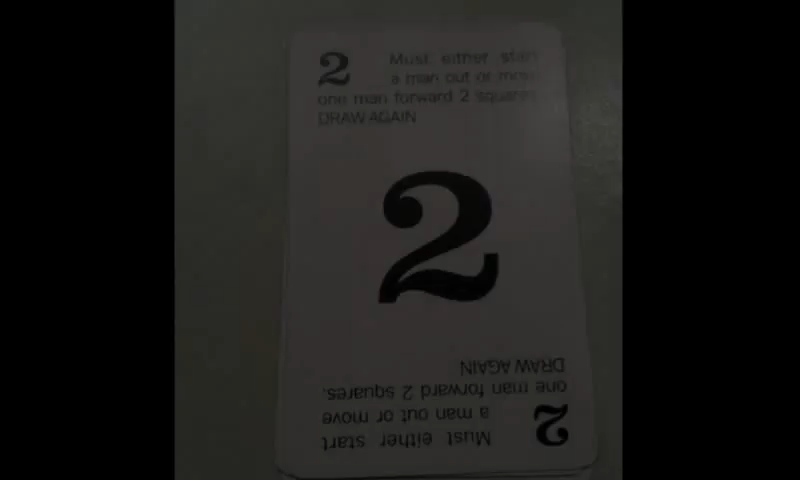 2 Must either start
a man out or move
one man forward 2 squares.
DRAW AGAIN
2
2 Must either start
a man out or move
one man forward 2 squares.
DRAW AGAIN